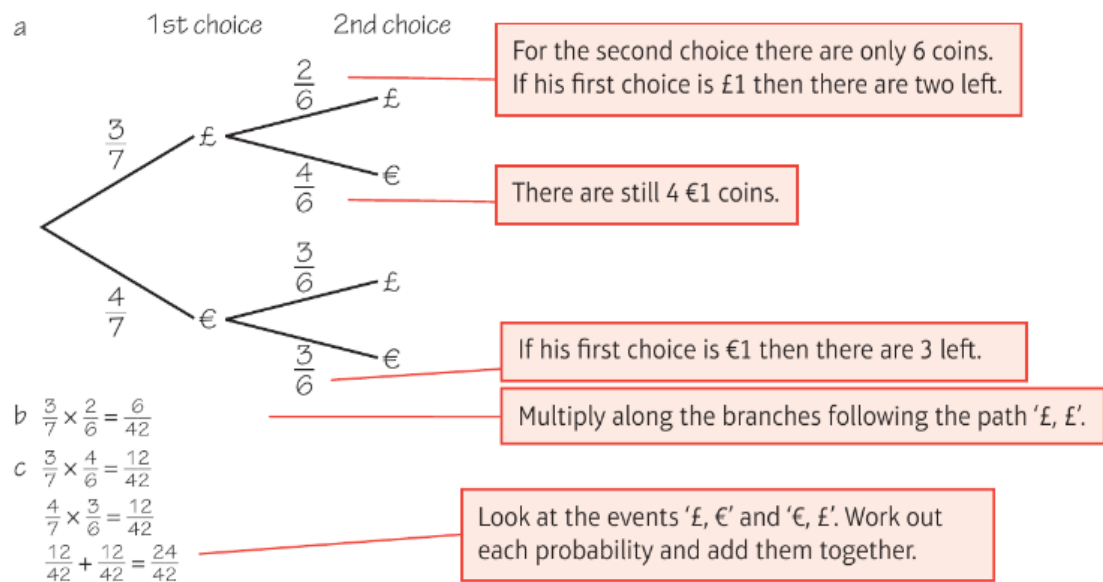 a 1st choice 2nd choice
2/6 £
For the second choice there are only 6 coins.
If his first choice is £1 then there are two left.
3/7 £
4/6 €
There are still 4 €1 coins.
3/6 £
4/7 €
3/6 €
If his first choice is €1 then there are 3 left.
b 3/7 × 2/6 = 6/42
Multiply along the branches following the path ‘£, £’.
c 3/7 × 4/6 = 12/42
4/7 × 3/6 = 12/42
12/42 + 12/42 = 24/42
Look at the events ‘£, €’ and ‘€, £’. Work out
each probability and add them together.